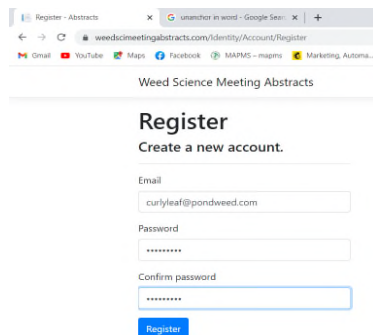 Register - Abstracts × G unanchor in word - Google Sear × +
weedscimeetingabstracts.com/Identity/Account/Register
Gmail YouTube Maps Facebook MAPMS – mapms Marketing, Automa...
Weed Science Meeting Abstracts
Register
Create a new account.
Email
curlyleaf@pondweed.com
Password
•••••••••
Confirm password
•••••••••
Register